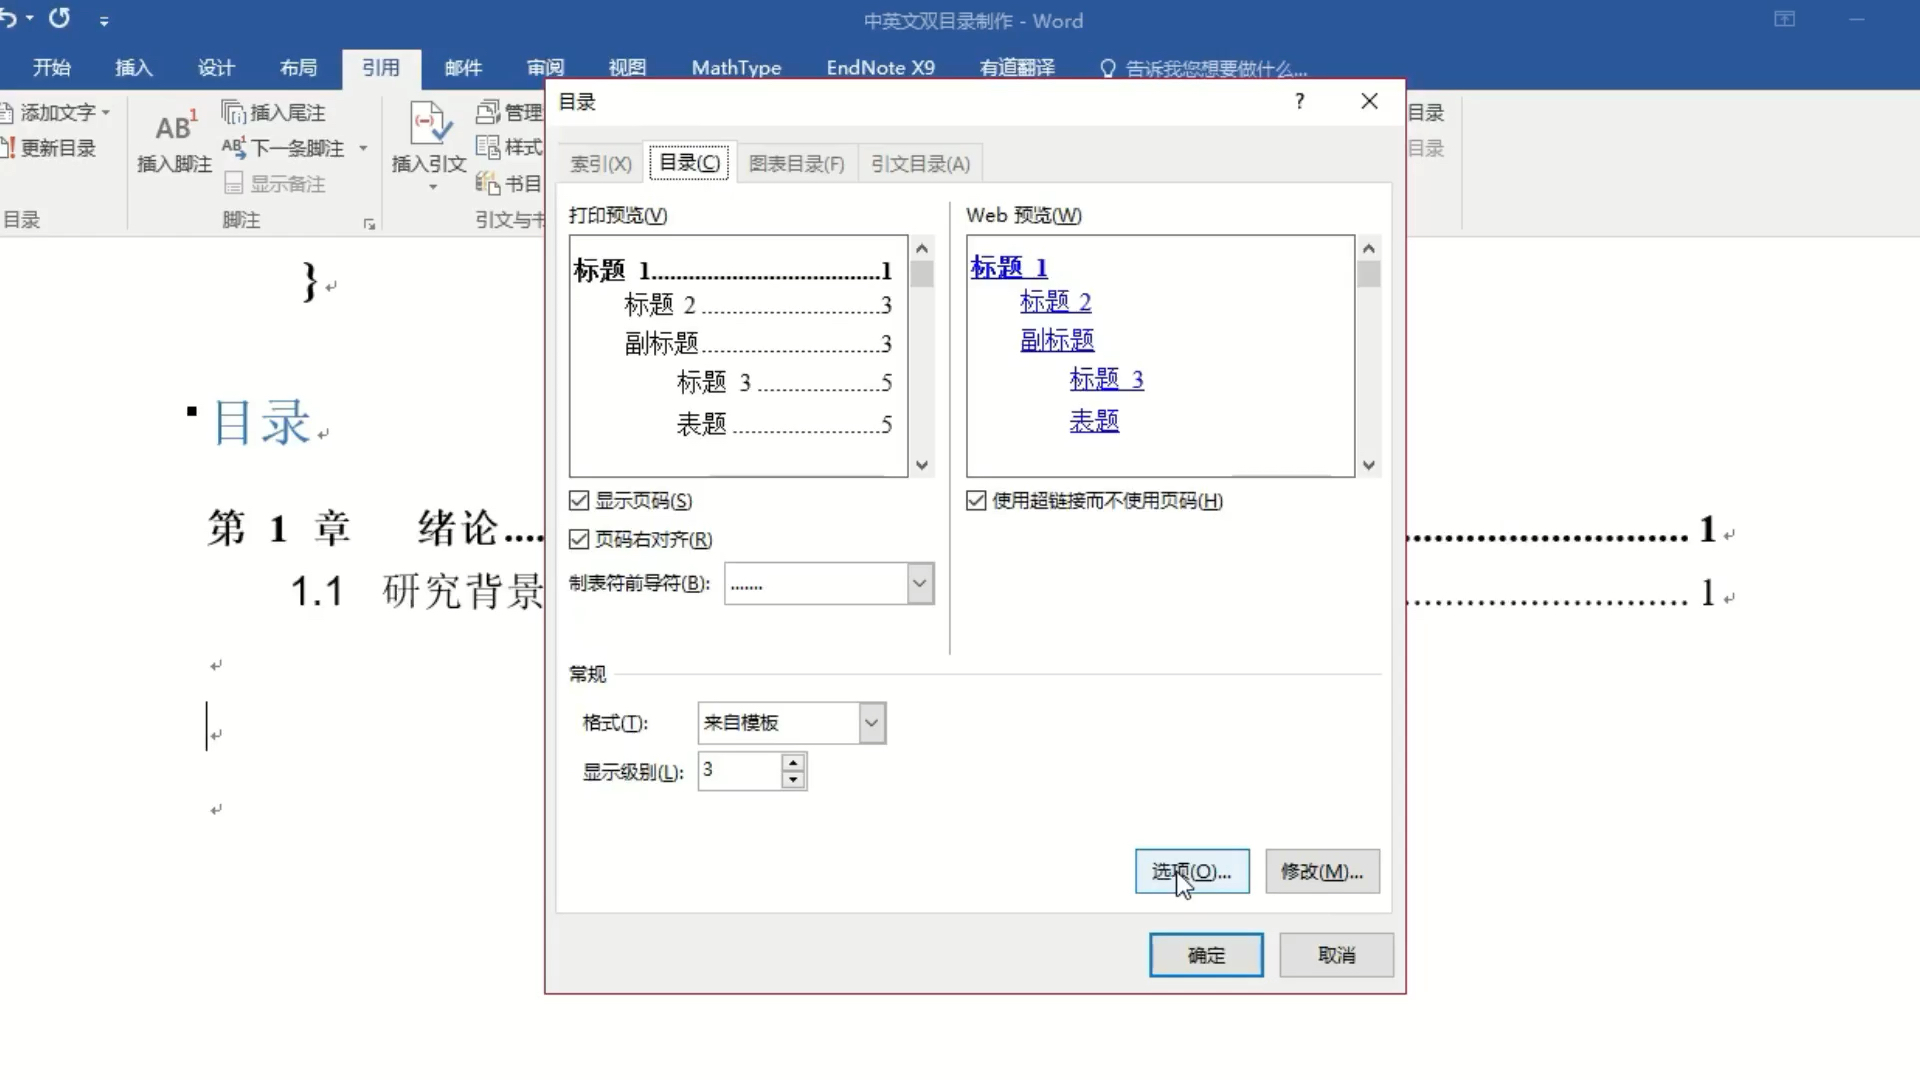 中英文双目录制作 - Word
开始 插入 设计 布局 引用 邮件 审阅 视图 MathType EndNote X9 有道翻译 告诉我您想要做什么...
添加文字
更新目录
目录
AB1
插入脚注
插入尾注
下一条脚注
显示备注
脚注
插入引文
管理
样式
书目
引文与书
目录
目录
目录
? ×
索引(X) 目录(C) 图表目录(F) 引文目录(A)
打印预览(V)
标题 1..................................1
标题 2..........................3
副标题..........................3
标题 3..................5
表题......................5
显示页码(S)
页码右对齐(R)
制表符前导符(B): .......
Web 预览(W)
标题 1
标题 2
副标题
标题 3
表题
使用超链接而不使用页码(H)
常规
格式(T): 来自模板
显示级别(L): 3
选项(O)... 修改(M)...
确定 取消
}
目录
第 1 章 绪论.... 1
1.1 研究背景 1